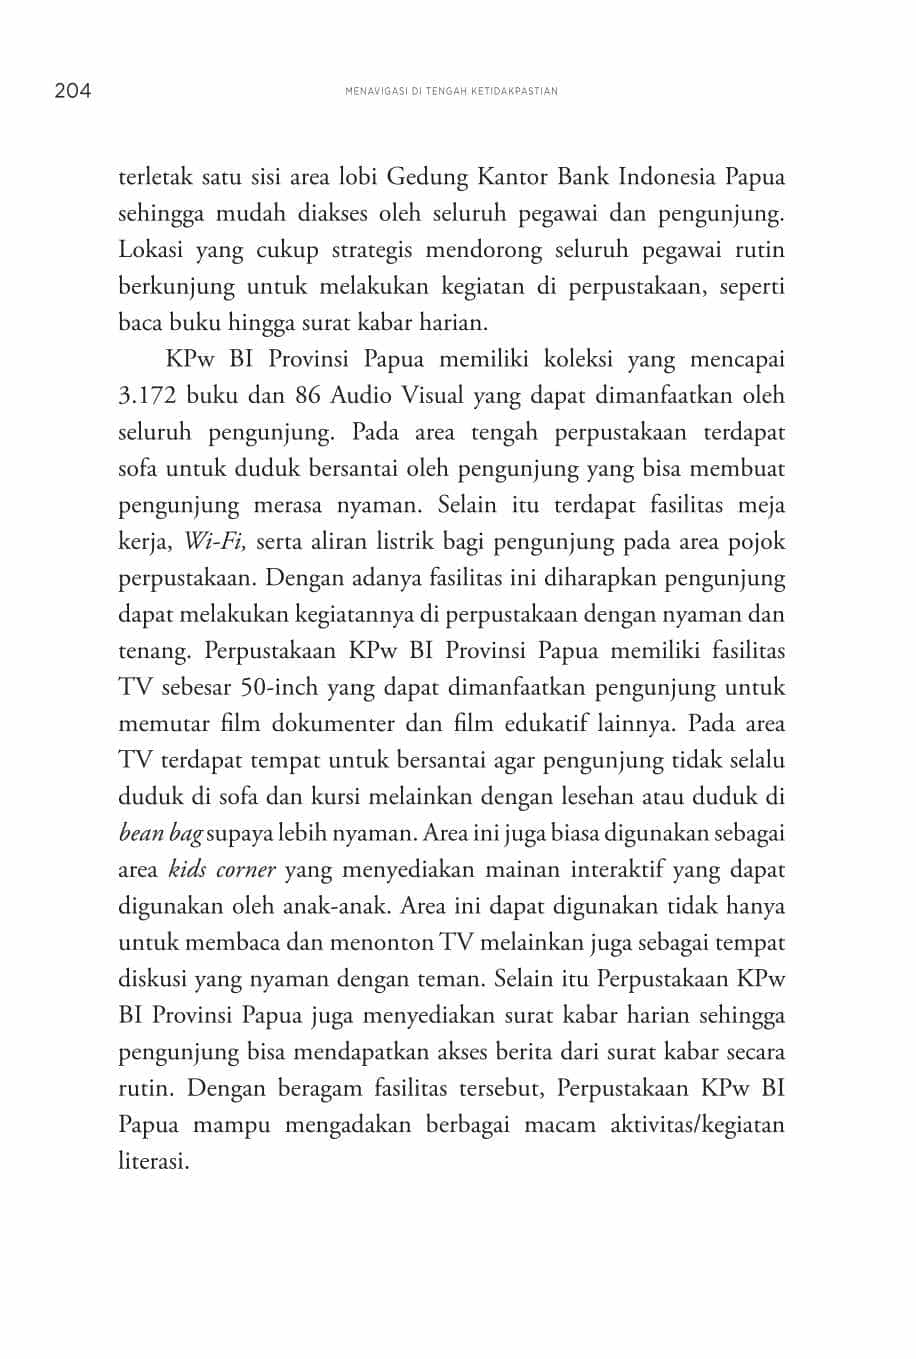 204
MENAVIGASI DI TENGAH KETIDAKPASTIAN
terletak satu sisi area lobi Gedung Kantor Bank Indonesia Papua
sehingga mudah diakses oleh seluruh pegawai dan pengunjung.
Lokasi yang cukup strategis mendorong seluruh pegawai rutin
berkunjung untuk melakukan kegiatan di perpustakaan, seperti
baca buku hingga surat kabar harian.
KPw BI Provinsi Papua memiliki koleksi yang mencapai
3.172 buku dan 86 Audio Visual yang dapat dimanfaatkan oleh
seluruh pengunjung. Pada area tengah perpustakaan terdapat
sofa untuk duduk bersantai oleh pengunjung yang bisa membuat
pengunjung merasa nyaman. Selain itu terdapat fasilitas meja
kerja, Wi-Fi, serta aliran listrik bagi pengunjung pada area pojok
perpustakaan. Dengan adanya fasilitas ini diharapkan pengunjung
dapat melakukan kegiatannya di perpustakaan dengan nyaman dan
tenang. Perpustakaan KPw BI Provinsi Papua memiliki fasilitas
TV sebesar 50-inch yang dapat dimanfaatkan pengunjung untuk
memutar film dokumenter dan film edukatif lainnya. Pada area
TV terdapat tempat untuk bersantai agar pengunjung tidak selalu
duduk di sofa dan kursi melainkan dengan lesehan atau duduk di
bean bag supaya lebih nyaman. Area ini juga biasa digunakan sebagai
area kids corner yang menyediakan mainan interaktif yang dapat
digunakan oleh anak-anak. Area ini dapat digunakan tidak hanya
untuk membaca dan menonton TV melainkan juga sebagai tempat
diskusi yang nyaman dengan teman. Selain itu Perpustakaan KPw
BI Provinsi Papua juga menyediakan surat kabar harian sehingga
pengunjung bisa mendapatkan akses berita dari surat kabar secara
rutin. Dengan beragam fasilitas tersebut, Perpustakaan KPw BI
Papua mampu mengadakan berbagai macam aktivitas/kegiatan
literasi.